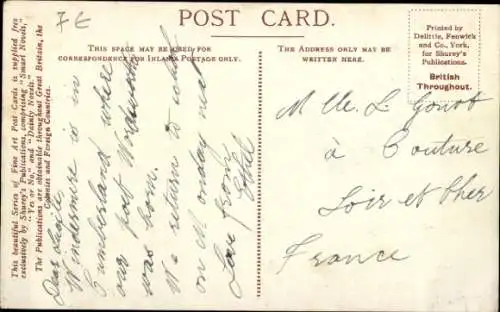 FE
POST CARD.
THIS SPACE MAY BE USED FOR
CORRESPONDENCE FOR INLAND POSTAGE ONLY.
THE ADDRESS ONLY MAY BE
WRITTEN HERE.
Printed by
Delittle, Fenwick
and Co., York,
for Shurey's
Publications.
British
Throughout.
This beautiful Series of Fine Art Post Cards is supplied free
exclusively by Shurey's Publications, comprising "Smart Novels,"
"Yes or No," and "Dainty Novels."
The Publications are obtainable throughout Great Britain, the
Colonies and Foreign Countries.
Dear Lucile
Windermere is in
Cumberland where
our poet Wordsworth
was born.
We return to
on Monday next
Love from
Ethel
Mlle. L.
à Couture
Loir et Cher
France